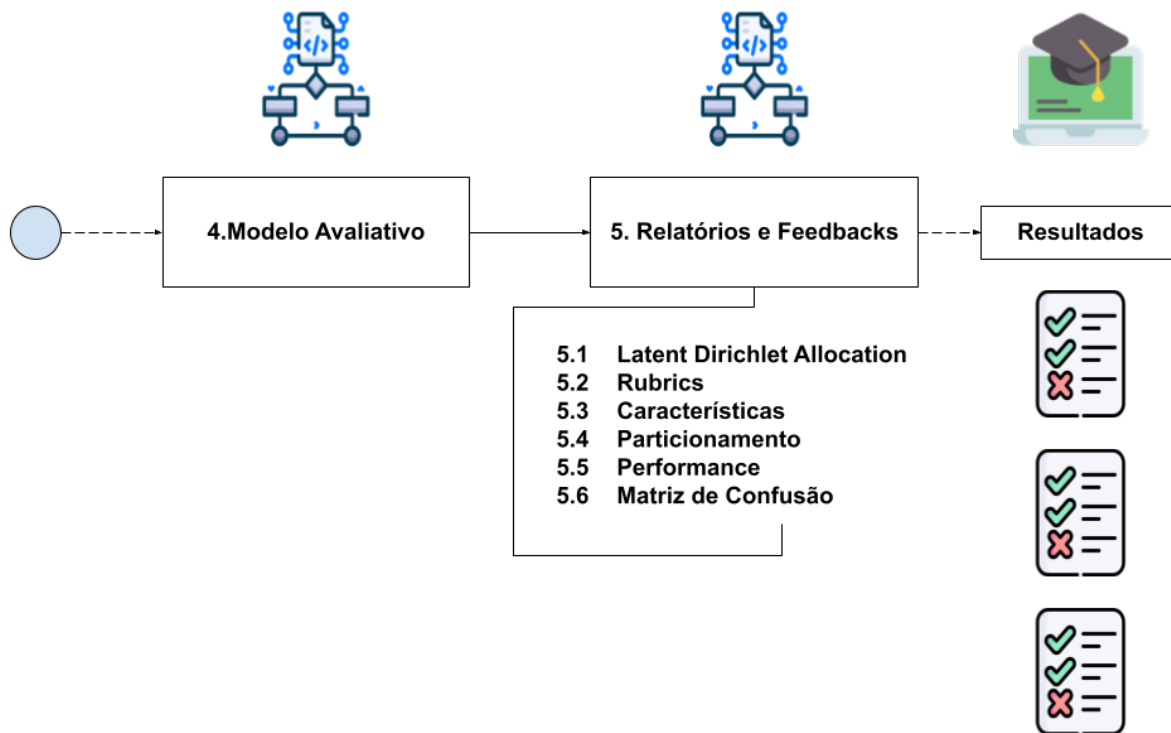 4.Modelo Avaliativo
5. Relatórios e Feedbacks
Resultados
5.1 Latent Dirichlet Allocation
5.2 Rubrics
5.3 Características
5.4 Particionamento
5.5 Performance
5.6 Matriz de Confusão